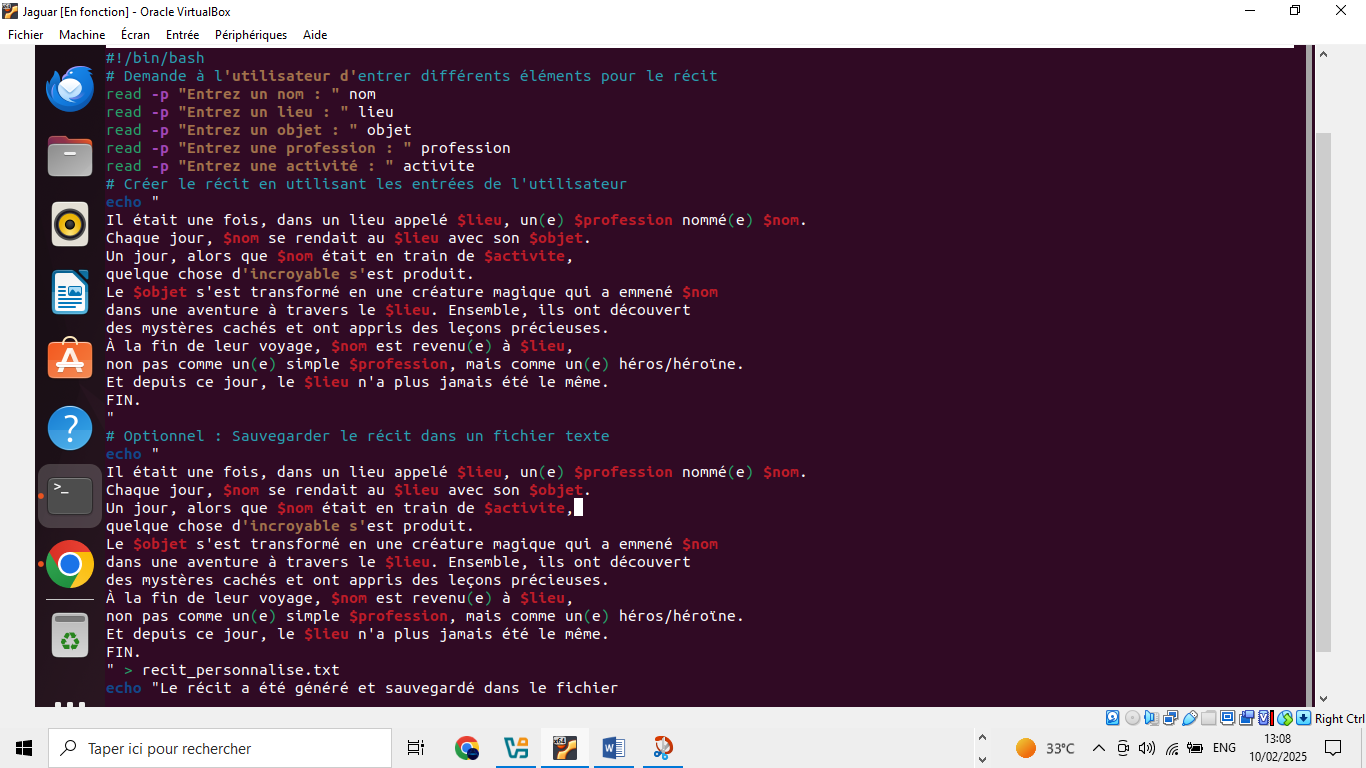 Jaguar [En fonction] - Oracle VirtualBox
Fichier Machine Écran Entrée Périphériques Aide
#!/bin/bash
# Demande à l'utilisateur d'entrer différents éléments pour le récit
read -p "Entrez un nom : " nom
read -p "Entrez un lieu : " lieu
read -p "Entrez un objet : " objet
read -p "Entrez une profession : " profession
read -p "Entrez une activité : " activite
# Créer le récit en utilisant les entrées de l'utilisateur
echo "
Il était une fois, dans un lieu appelé $lieu, un(e) $profession nommé(e) $nom.
Chaque jour, $nom se rendait au $lieu avec son $objet.
Un jour, alors que $nom était en train de $activite,
quelque chose d'incroyable s'est produit.
Le $objet s'est transformé en une créature magique qui a emmené $nom
dans une aventure à travers le $lieu. Ensemble, ils ont découvert
des mystères cachés et ont appris des leçons précieuses.
À la fin de leur voyage, $nom est revenu(e) à $lieu,
non pas comme un(e) simple $profession, mais comme un(e) héros/héroïne.
Et depuis ce jour, le $lieu n'a plus jamais été le même.
FIN.
"
# Optionnel : Sauvegarder le récit dans un fichier texte
echo "
Il était une fois, dans un lieu appelé $lieu, un(e) $profession nommé(e) $nom.
Chaque jour, $nom se rendait au $lieu avec son $objet.
Un jour, alors que $nom était en train de $activite,
quelque chose d'incroyable s'est produit.
Le $objet s'est transformé en une créature magique qui a emmené $nom
dans une aventure à travers le $lieu. Ensemble, ils ont découvert
des mystères cachés et ont appris des leçons précieuses.
À la fin de leur voyage, $nom est revenu(e) à $lieu,
non pas comme un(e) simple $profession, mais comme un(e) héros/héroïne.
Et depuis ce jour, le $lieu n'a plus jamais été le même.
FIN.
" > recit_personnalise.txt
echo "Le récit a été généré et sauvegardé dans le fichier
Right Ctrl
Taper ici pour rechercher
33°C
ENG
13:08
10/02/2025